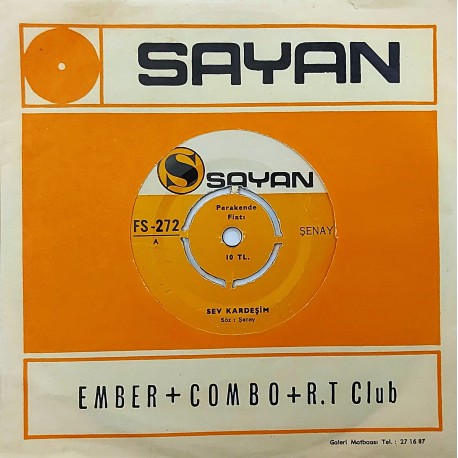 SAYAN
S SAYAN
Perakende
Fiatı
FS-272
A
10 TL.
ŞENAY
SEV KARDEŞİM
Söz : Şenay
EMBER+COMBO+R.T Club
Galeri Matbaası Tel. : 27 16 87